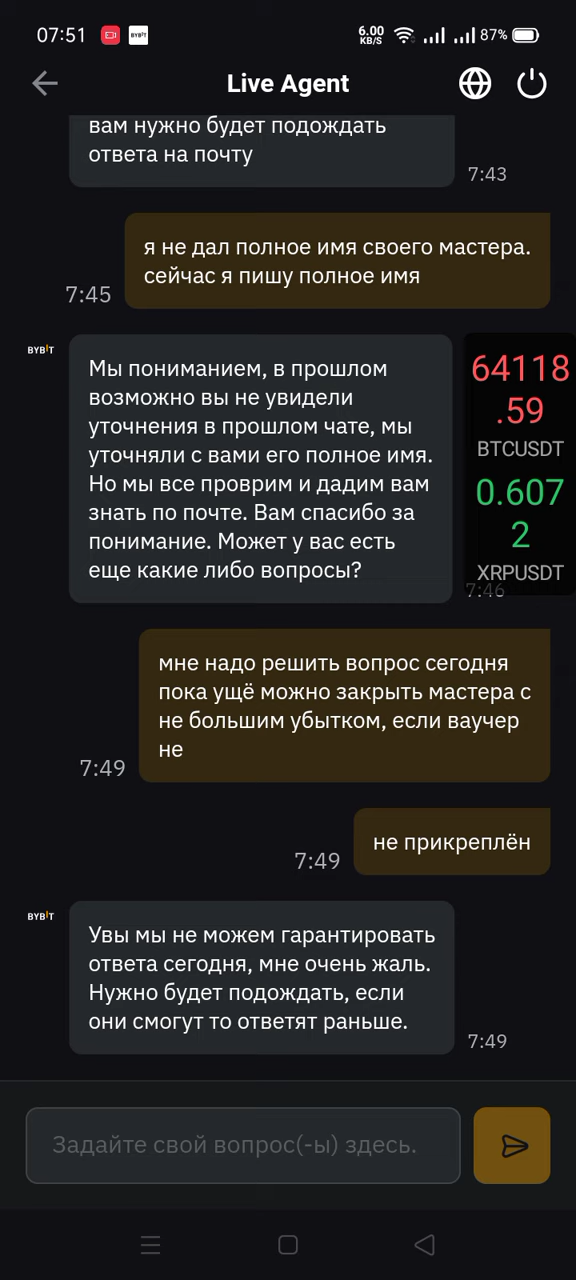 07:51
BYBIT
6.00
KB/S
87%
Live Agent
вам нужно будет подождать
ответа на почту
7:43
я не дал полное имя своего мастера.
сейчас я пишу полное имя
7:45
BYBIT
Мы пониманием, в прошлом
возможно вы не увидели
уточнения в прошлом чате, мы
уточняли с вами его полное имя.
Но мы все проврим и дадим вам
знать по почте. Вам спасибо за
понимание. Может у вас есть
еще какие либо вопросы?
7:46
64118
.59
BTCUSDT
0.607
2
XRPUSDT
мне надо решить вопрос сегодня
пока ущё можно закрыть мастера с
не большим убытком, если ваучер
не
7:49
не прикреплён
7:49
BYBIT
Увы мы не можем гарантировать
ответа сегодня, мне очень жаль.
Нужно будет подождать, если
они смогут то ответят раньше.
7:49
Задайте свой вопрос(-ы) здесь.